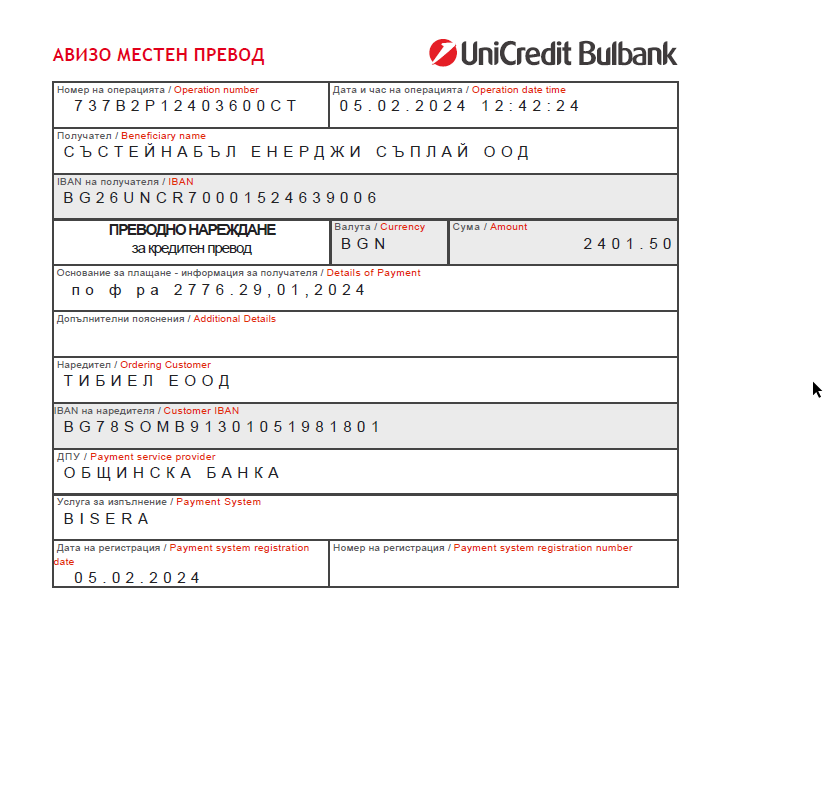 АВИЗО МЕСТЕН ПРЕВОД
UniCredit Bulbank
Номер на операцията / Operation number
737B2P12403600CT
Дата и час на операцията / Operation date time
05.02.2024 12:42:24
Получател / Beneficiary name
СЪСТЕЙНАБЪЛ ЕНЕРДЖИ СЪПЛАЙ ООД
IBAN на получателя / IBAN
BG26UNCR70001524639006
ПРЕВОДНО НАРЕЖДАНЕ
за кредитен превод
Валута / Currency
BGN
Сума / Amount
2401.50
Основание за плащане - информация за получателя / Details of Payment
по ф ра 2776.29,01,2024
Допълнителни пояснения / Additional Details
Наредител / Ordering Customer
ТИБИЕЛ ЕООД
IBAN на наредителя / Customer IBAN
BG78SOMB91301051981801
ДПУ / Payment service provider
ОБЩИНСКА БАНКА
Услуга за изпълнение / Payment System
BISERA
Дата на регистрация / Payment system registration
date
05.02.2024
Номер на регистрация / Payment system registration number